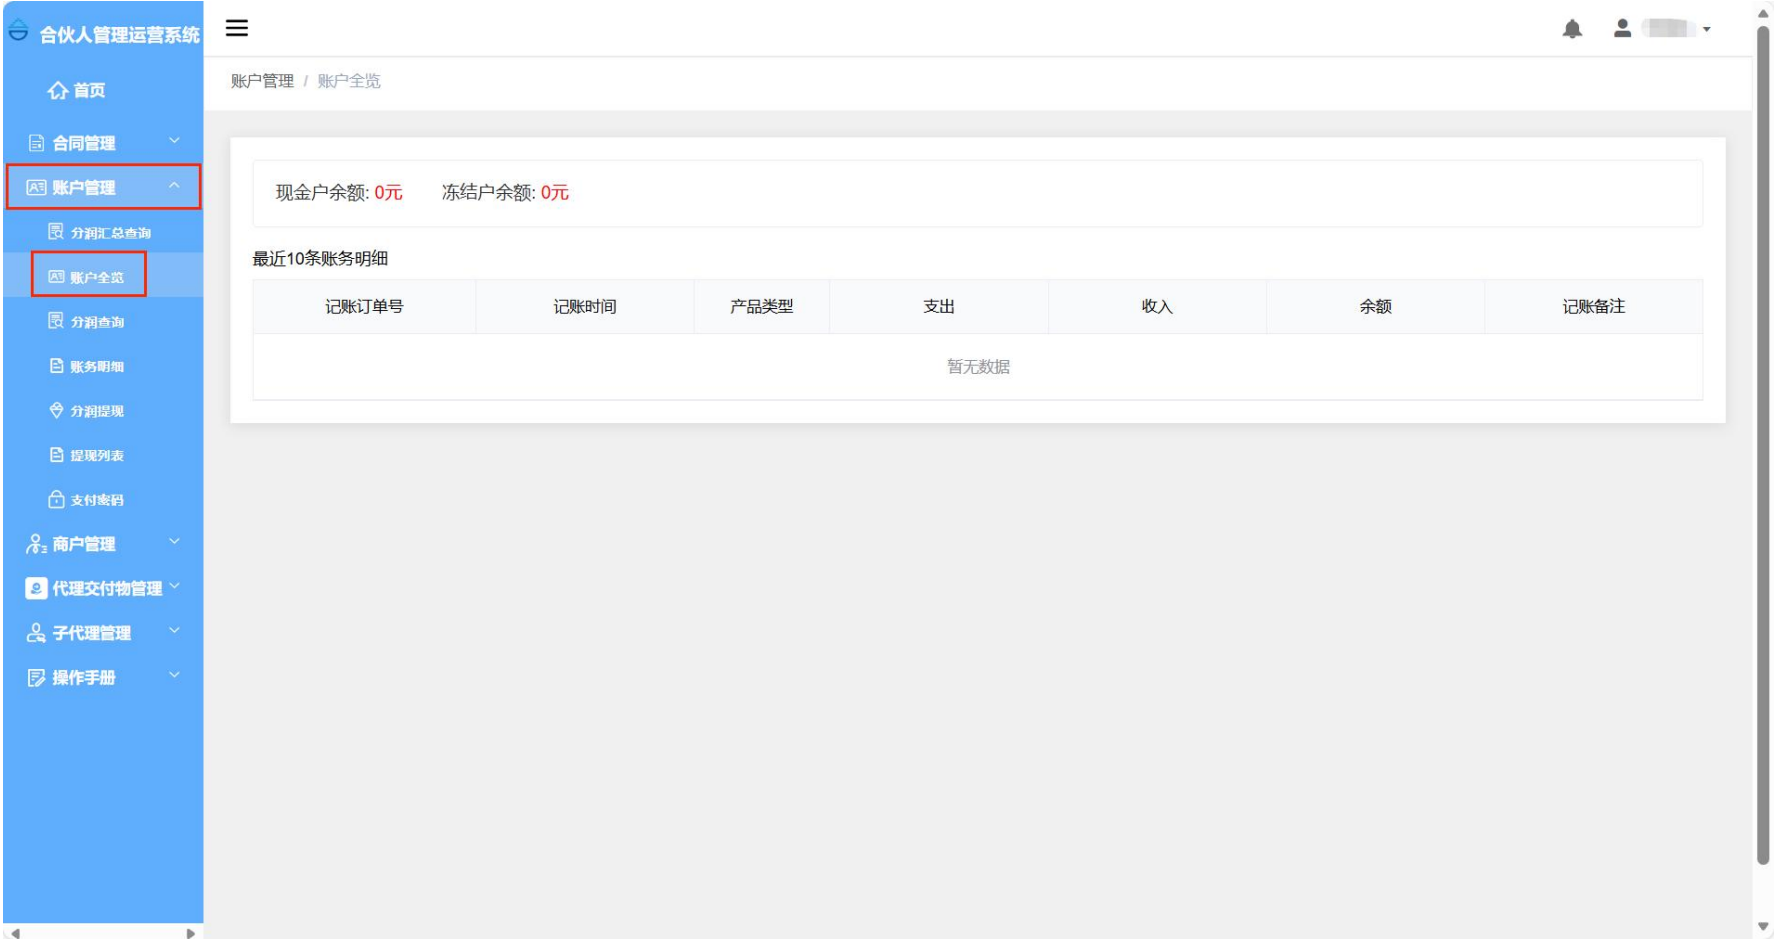 合伙人管理运营系统
首页
合同管理
账户管理
分润汇总查询
账户全览
分润查询
账务明细
分润提现
提现列表
支付密码
商户管理
代理交付物管理
子代理管理
操作手册
账户管理 / 账户全览
现金户余额: 0元 冻结户余额: 0元
最近10条账务明细
记账订单号 记账时间 产品类型 支出 收入 余额 记账备注
暂无数据